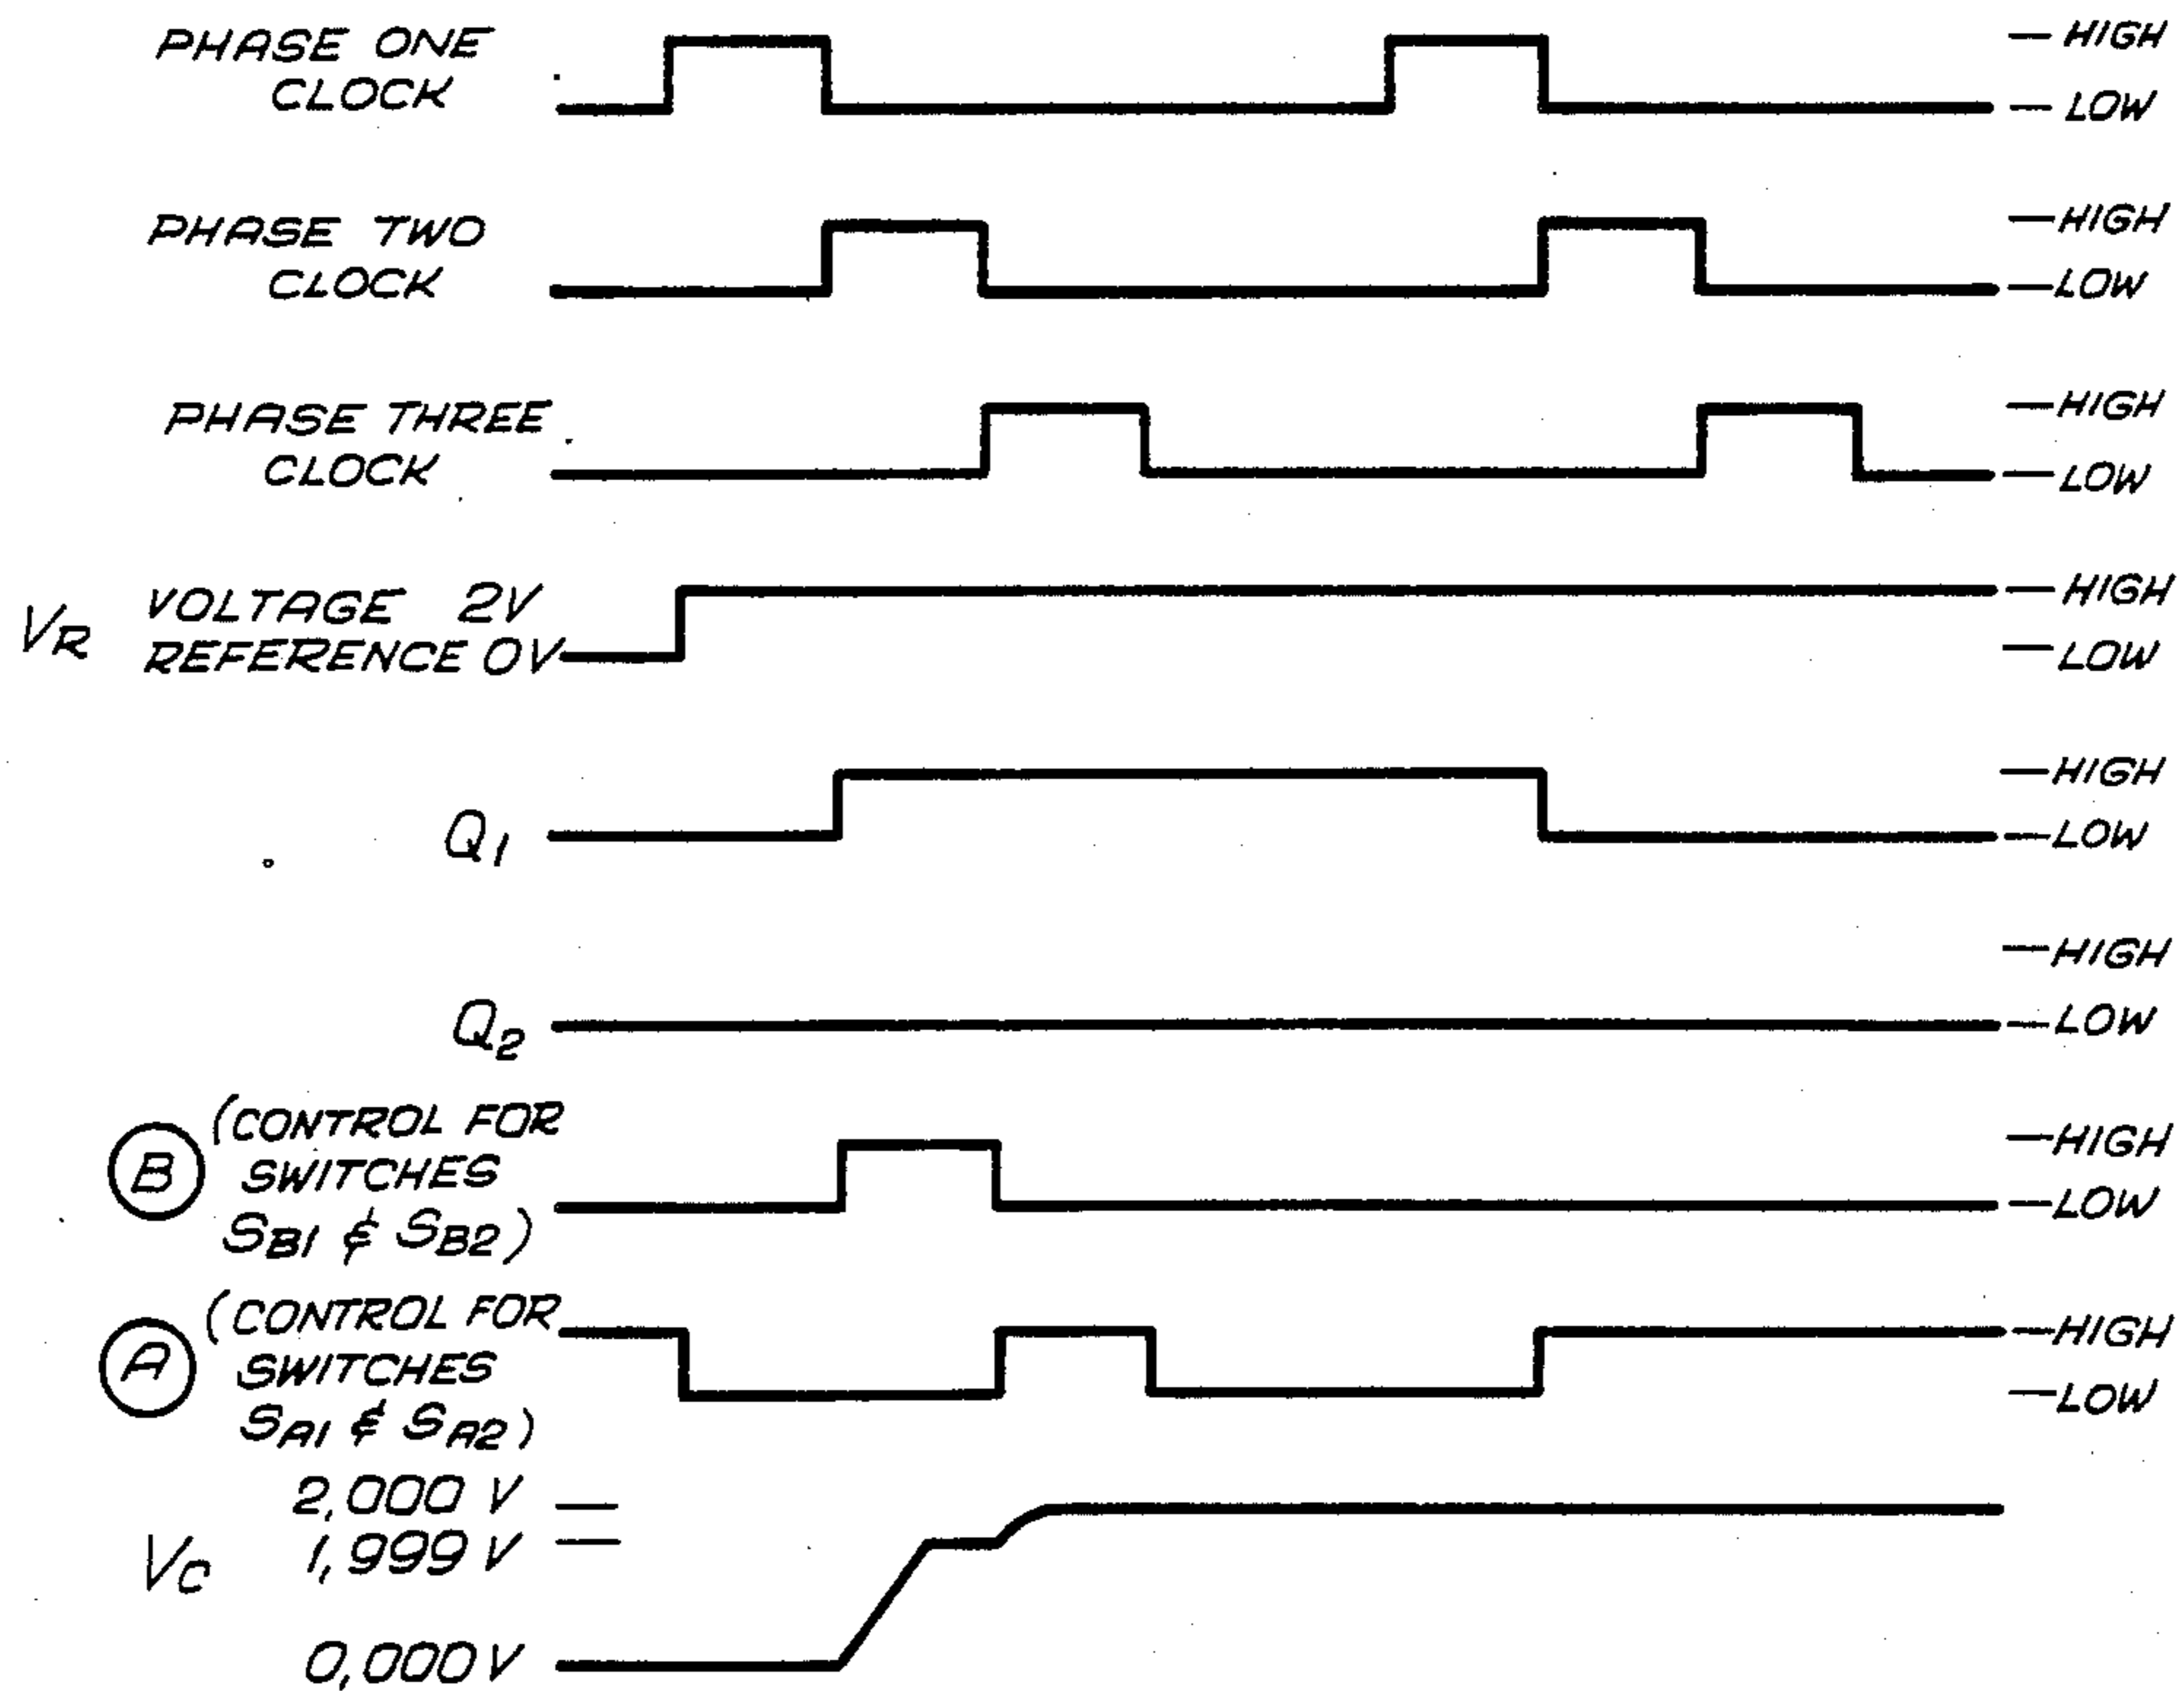 PHASE ONE
CLOCK
— HIGH
— LOW
PHASE TWO
CLOCK
— HIGH
— LOW
PHASE THREE
CLOCK
— HIGH
— LOW
VR VOLTAGE 2V
REFERENCE 0V
— HIGH
— LOW
Q1
— HIGH
— LOW
Q2
— HIGH
— LOW
B (CONTROL FOR
SWITCHES
SB1 & SB2)
— HIGH
— LOW
A (CONTROL FOR
SWITCHES
SA1 & SA2)
— HIGH
— LOW
VC
2,000 V —
1,999 V —
0,000 V